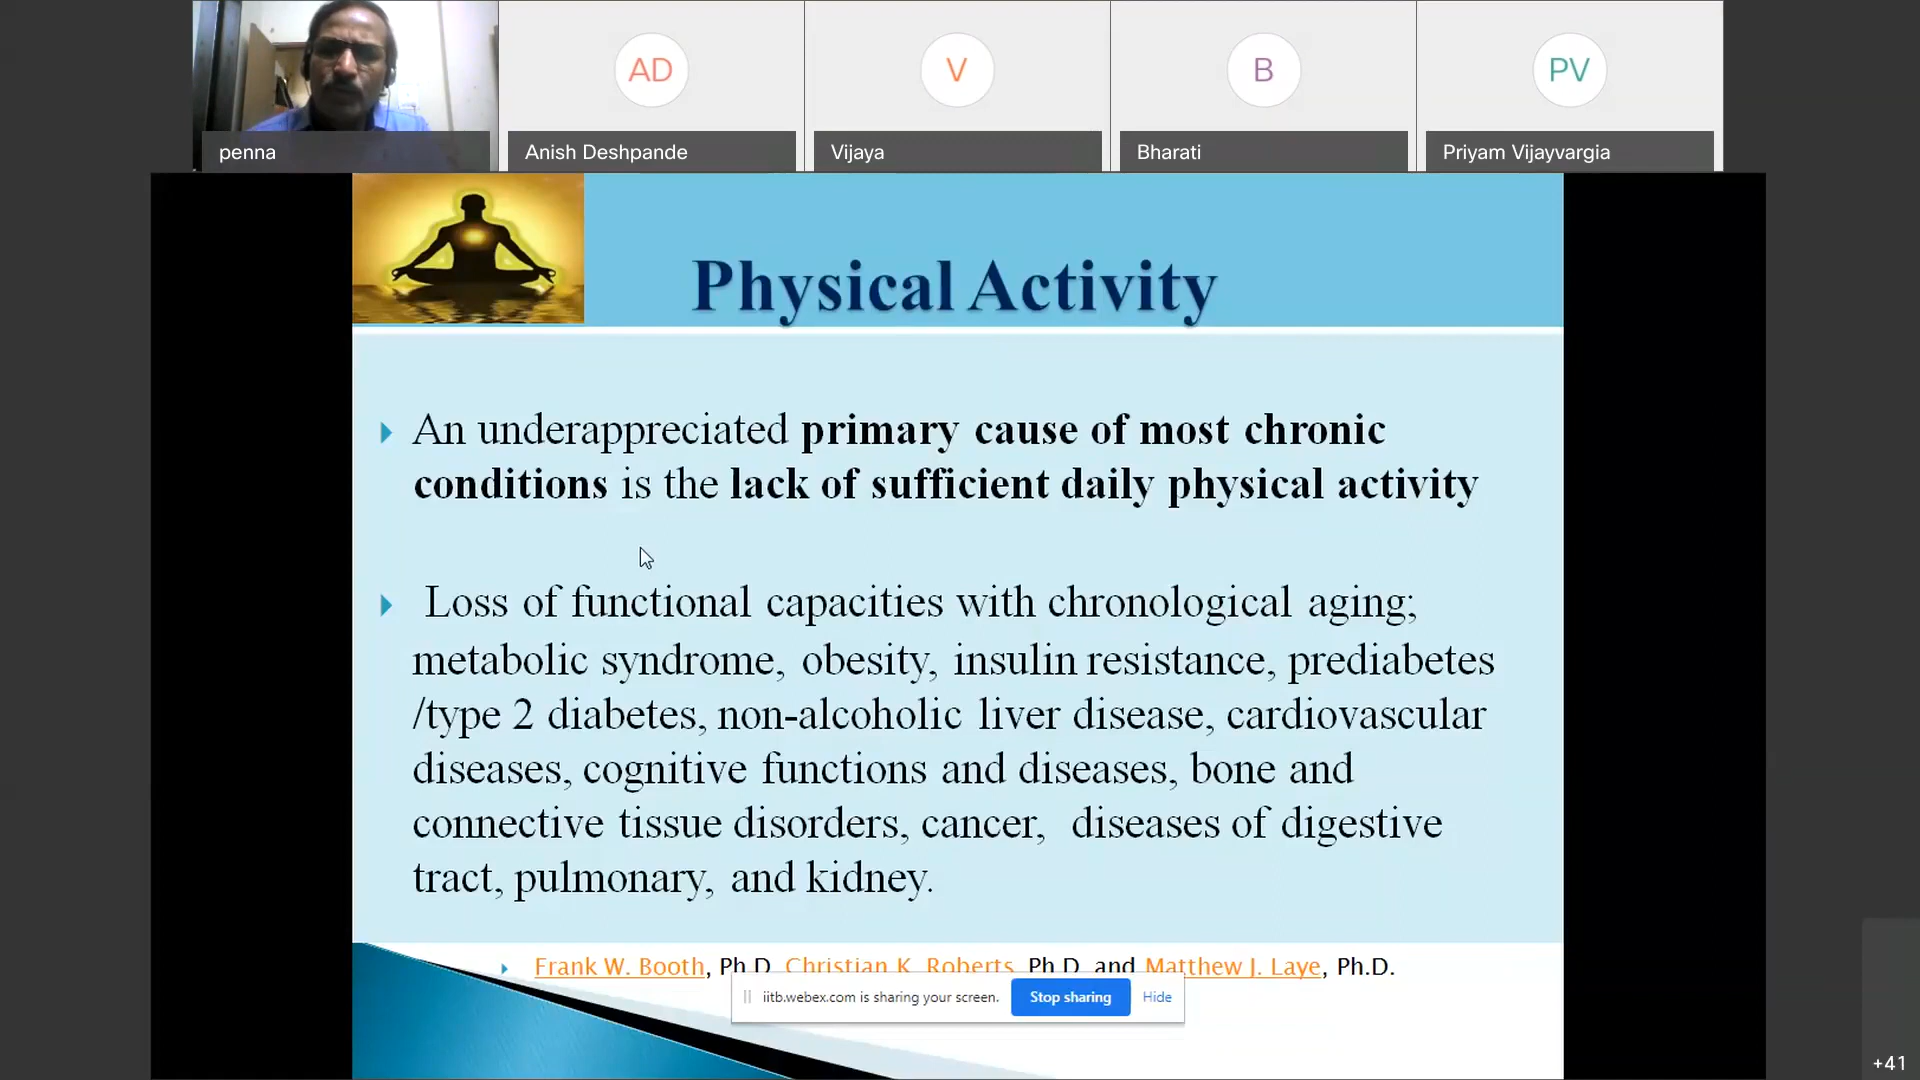 AD
V
B
PV
penna
Anish Deshpande
Vijaya
Bharati
Priyam Vijayvargia
Physical Activity
An underappreciated primary cause of most chronic
conditions is the lack of sufficient daily physical activity
Loss of functional capacities with chronological aging;
metabolic syndrome, obesity, insulin resistance, prediabetes
/type 2 diabetes, non-alcoholic liver disease, cardiovascular
diseases, cognitive functions and diseases, bone and
connective tissue disorders, cancer, diseases of digestive
tract, pulmonary, and kidney.
Frank W. Booth, Ph.D. Christian K. Roberts, Ph.D. and Matthew J. Laye, Ph.D.
iitb.webex.com is sharing your screen.
Stop sharing
Hide
+41